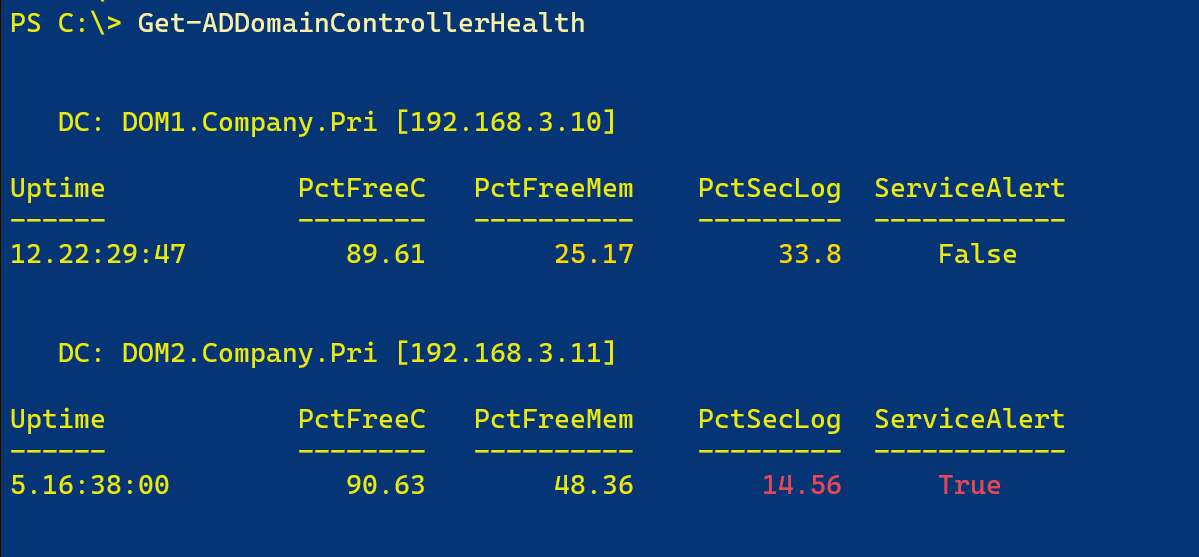 PS C:\> Get-ADDomainControllerHealth
DC: DOM1.Company.Pri [192.168.3.10]
Uptime PctFreeC PctFreeMem PctSecLog ServiceAlert
------ -------- ---------- --------- ------------
12.22:29:47 89.61 25.17 33.8 False
DC: DOM2.Company.Pri [192.168.3.11]
Uptime PctFreeC PctFreeMem PctSecLog ServiceAlert
------ -------- ---------- --------- ------------
5.16:38:00 90.63 48.36 14.56 True